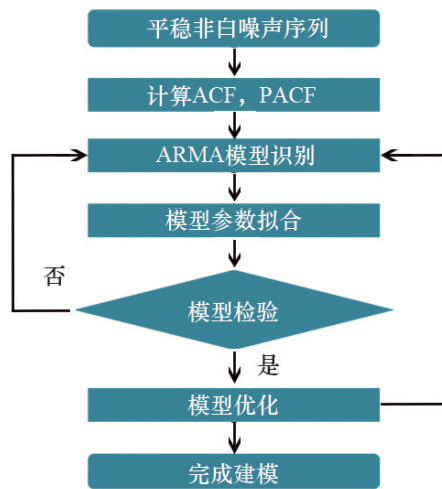 平稳非白噪声序列
计算ACF，PACF
ARMA模型识别
模型参数拟合
否
模型检验
是
模型优化
完成建模